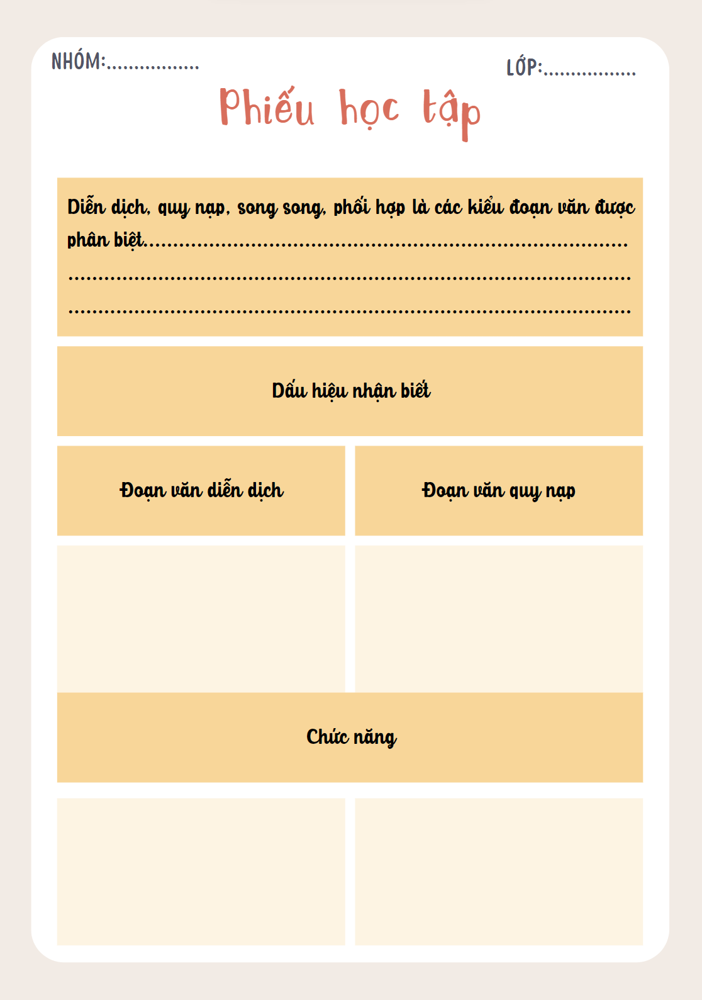 NHÓM:.................
LỚP:.................
Phiếu học tập
Diễn dịch, quy nạp, song song, phối hợp là các kiểu đoạn văn được
phân biệt.................................................................................
..............................................................................................
..............................................................................................
Dấu hiệu nhận biết
Đoạn văn diễn dịch
Đoạn văn quy nạp
Chức năng